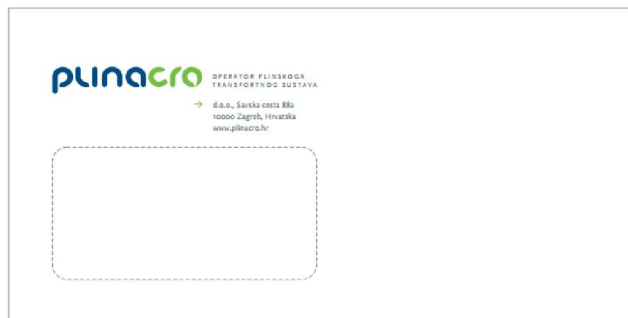 plinacro
OPERATOR PLINSKOGA
TRANSPORTNOG SUSTAVA
→ d.o.o., Savska cesta 88a
10000 Zagreb, Hrvatska
www.plinacro.hr